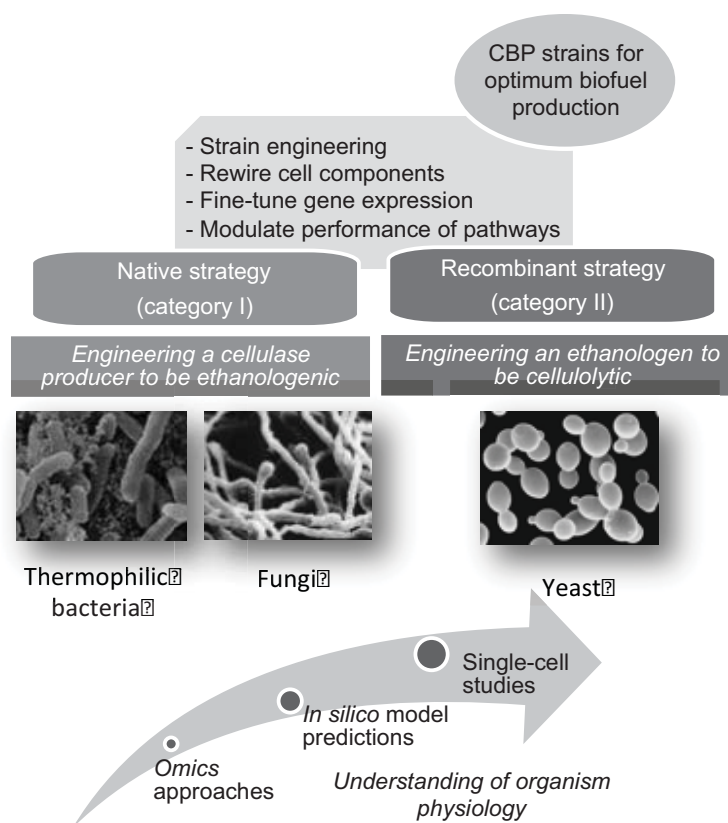 CBP strains for
optimum biofuel
production
- Strain engineering
- Rewire cell components
- Fine-tune gene expression
- Modulate performance of pathways
Native strategy
(category I)
Recombinant strategy
(category II)
Engineering a cellulase
producer to be ethanologenic
Engineering an ethanologen to
be cellulolytic
Thermophilic⍰
bacteria⍰
Fungi⍰
Yeast⍰
Single-cell
studies
In silico model
predictions
Omics
approaches
Understanding of organism
physiology